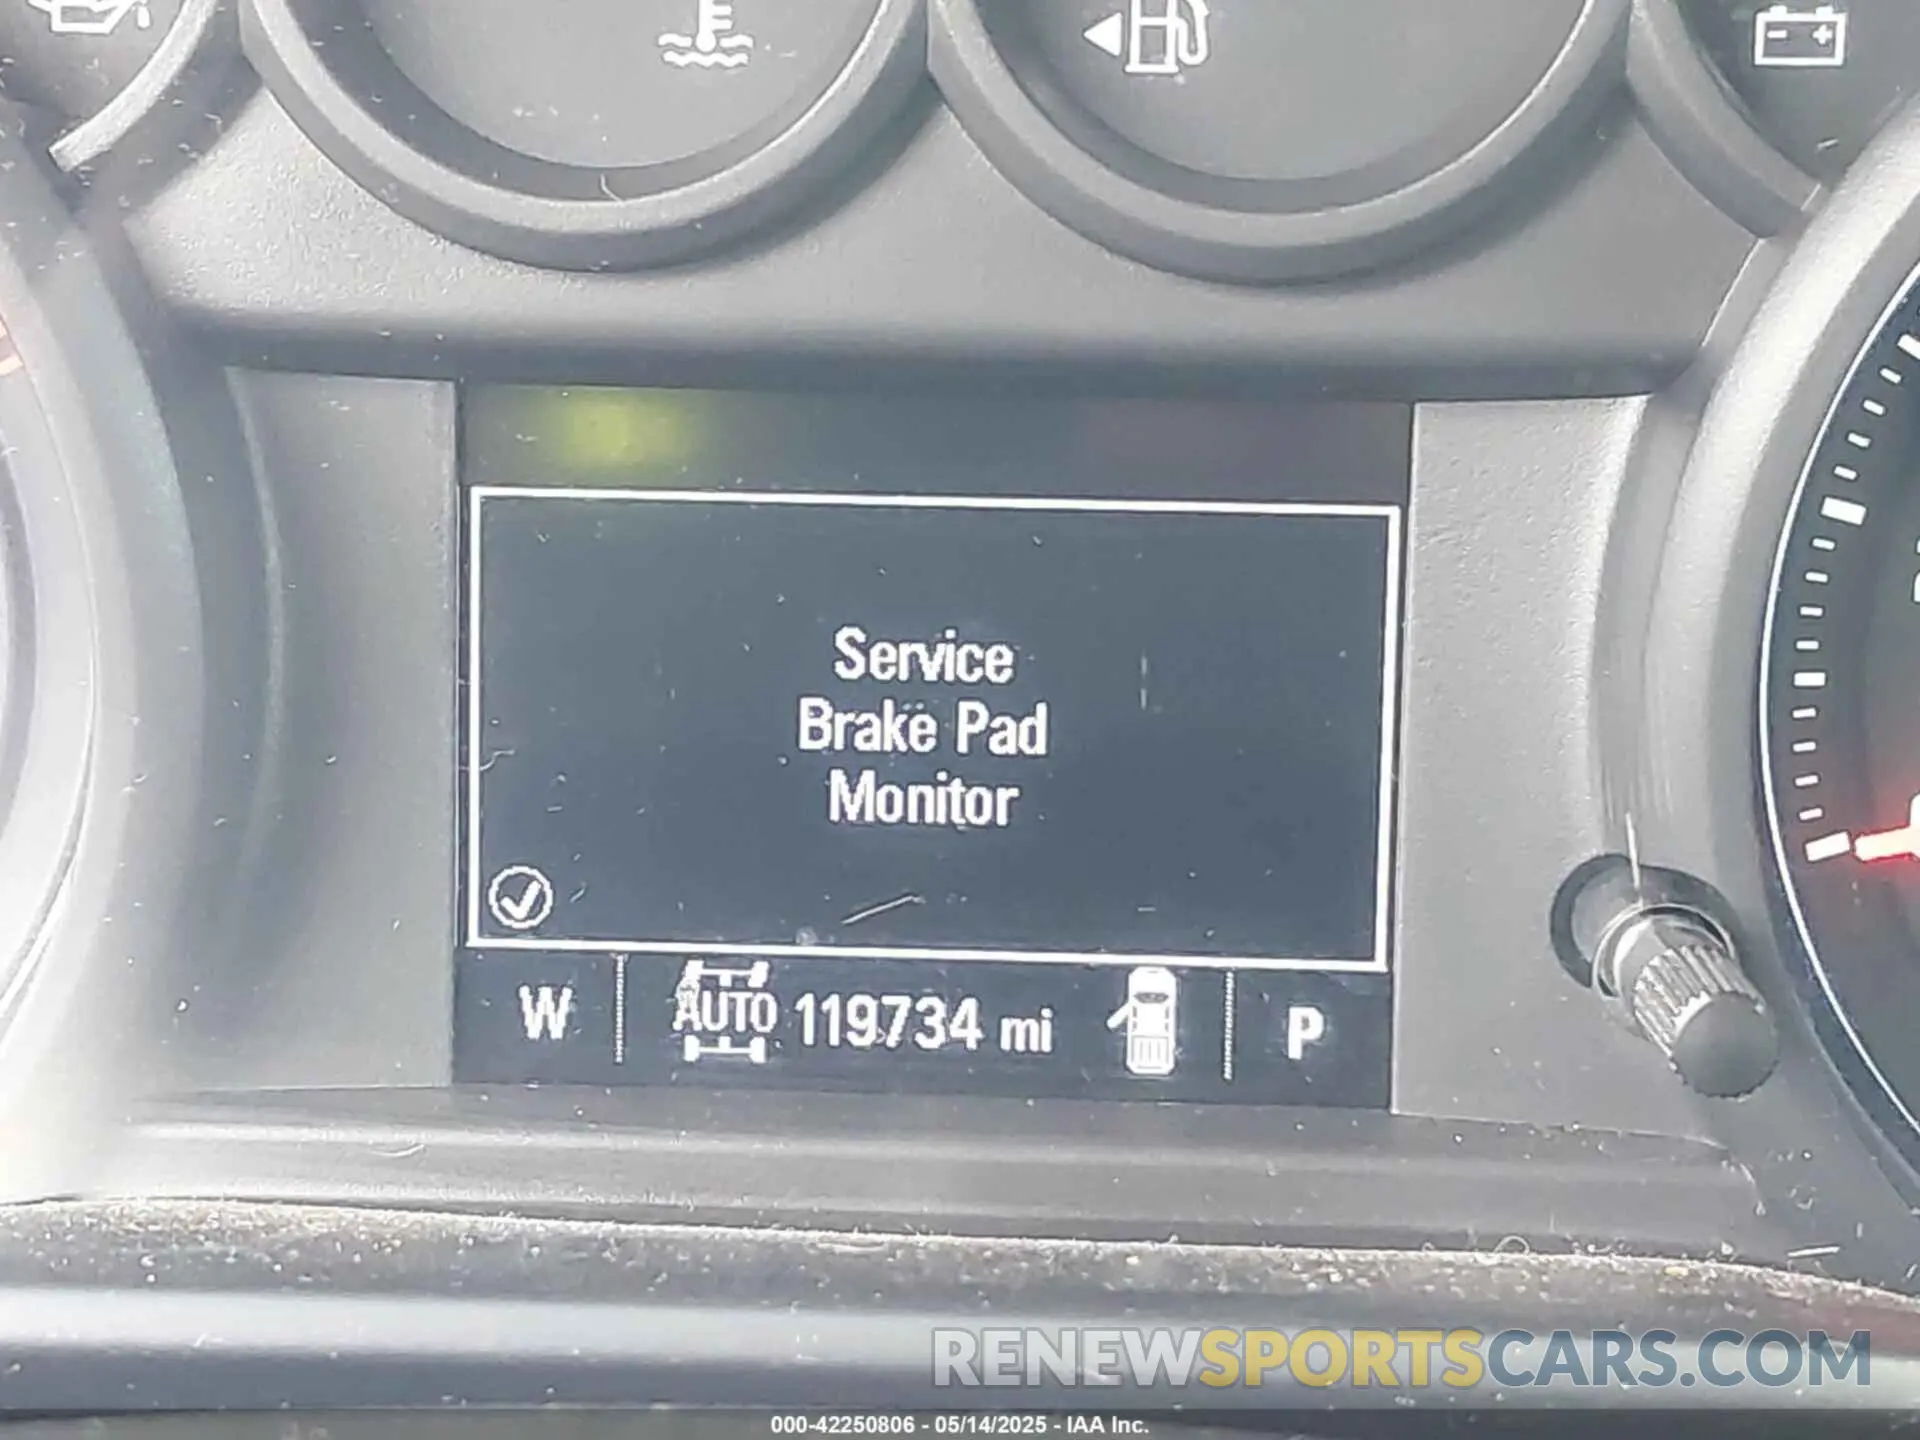 Service
Brake Pad
Monitor
W AUTO 119734 mi P
RENEWSPORTSCARS.COM
000-42250806 - 05/14/2025 - IAA Inc.